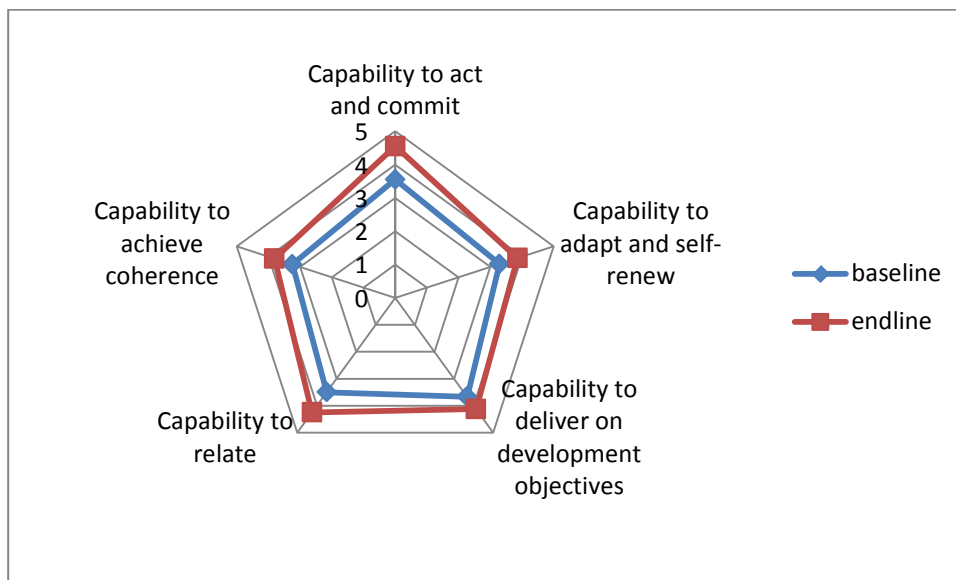 Capability to act
and commit
5
4
3
2
1
0
Capability to
adapt and self-
renew
Capability to
deliver on
development
objectives
Capability to
relate
Capability to
achieve
coherence
baseline
endline